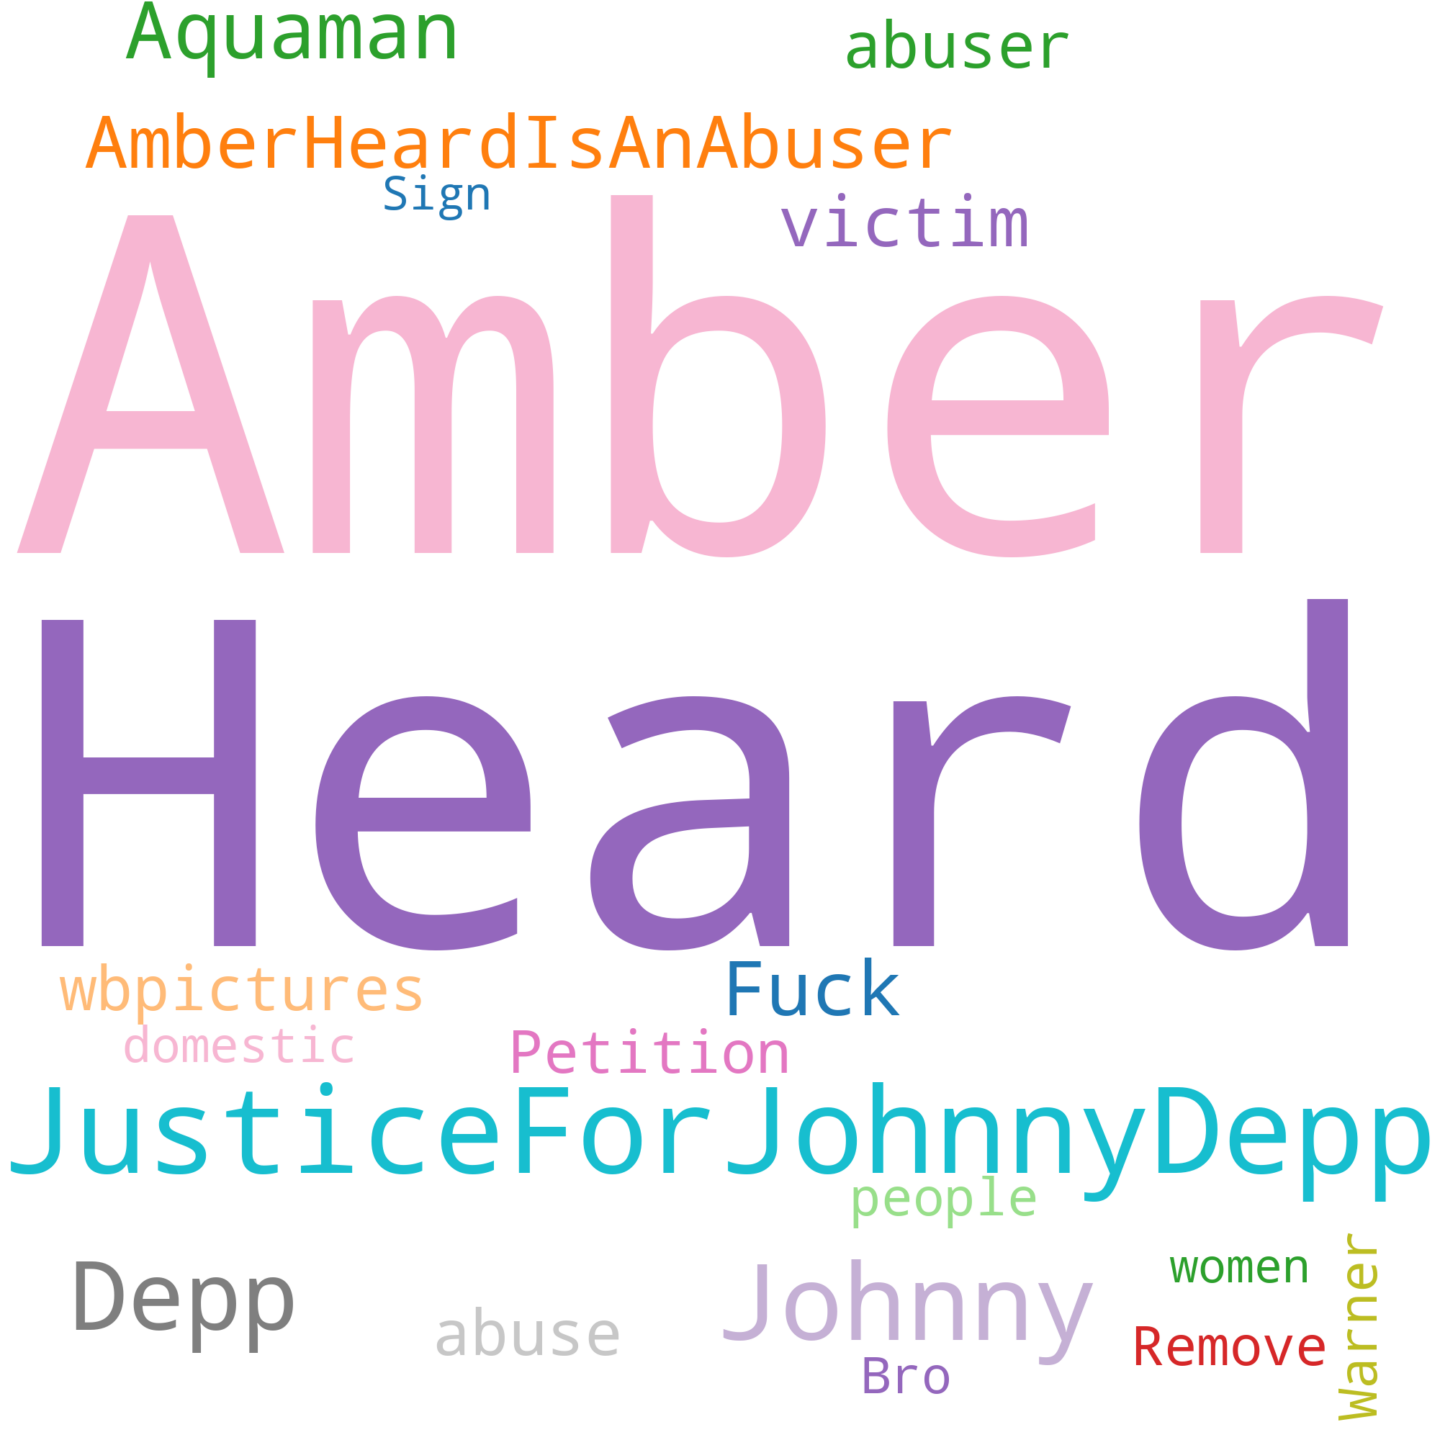 Aquaman
abuser
AmberHeardIsAnAbuser
Sign
victim
Amber
Heard
wbpictures
Fuck
domestic
Petition
JusticeForJohnnyDepp
people
Depp
Johnny
women
Warner
abuse
Remove
Bro